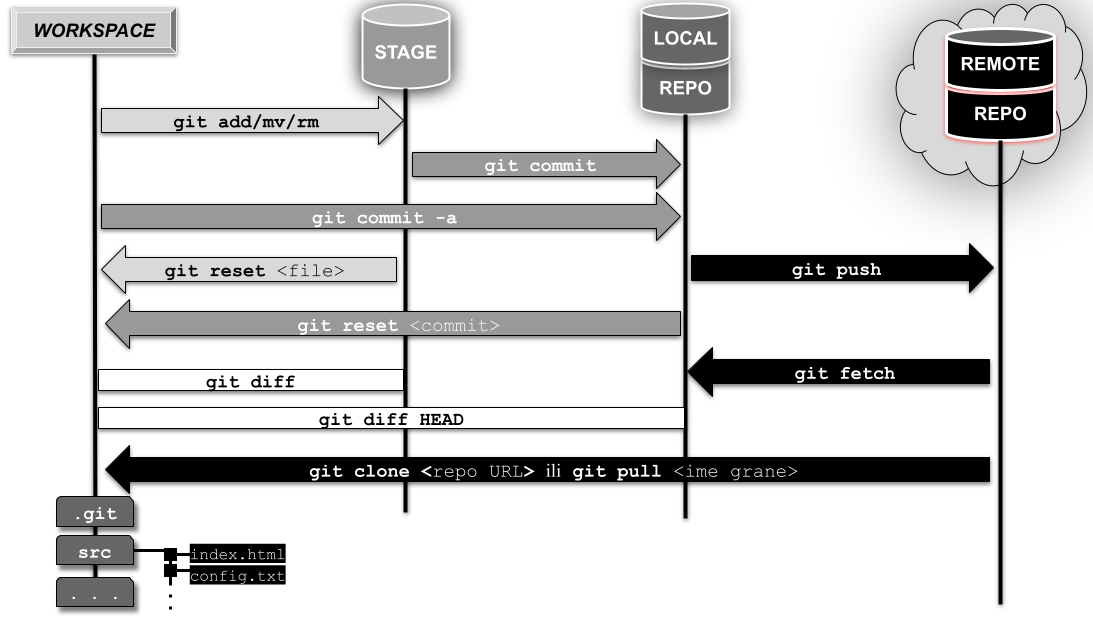 WORKSPACE
STAGE
LOCAL
REPO
REMOTE
REPO
git add/mv/rm
git commit
git commit -a
git reset <file>
git push
git reset <commit>
git fetch
git diff
git diff HEAD
git clone <repo URL> ili git pull <ime grane>
.git
src
index.html
config.txt
. . .